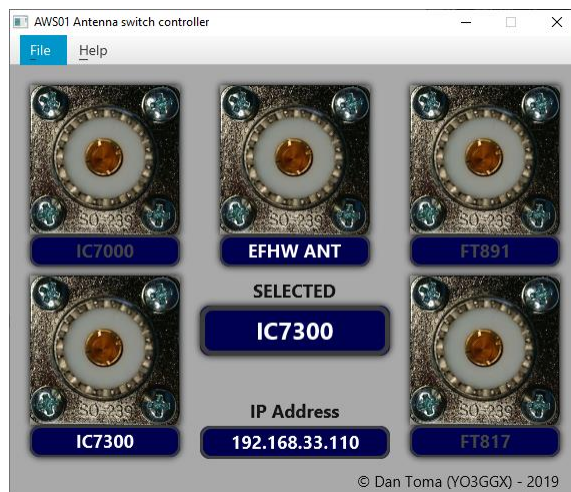 AWS01 Antenna switch controller
File Help
SO-239 SO-239 SO-239
IC7000 EFHW ANT FT891
SELECTED
IC7300
SO-239 SO-239
IP Address
IC7300 192.168.33.110 FT817
© Dan Toma (YO3GGX) - 2019